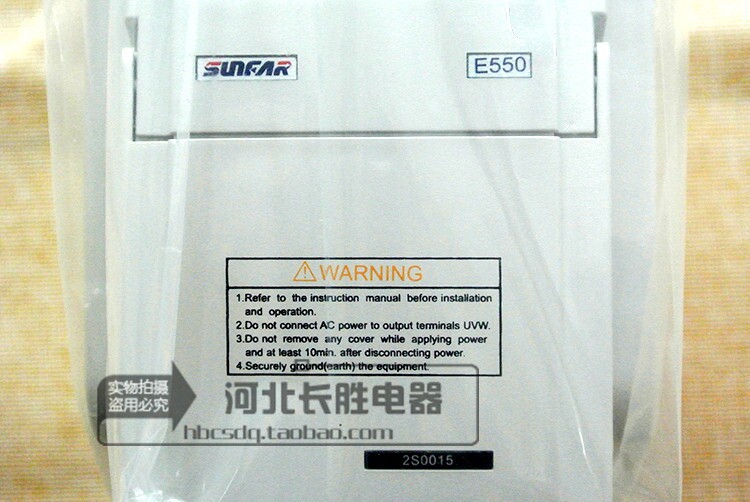 SUNFAR
E550
⚠WARNING
1.Refer to the instruction manual before installation
and operation.
2.Do not connect AC power to output terminals UVW.
3.Do not remove any cover while applying power
and at least 10min. after disconnecting power.
4.Securely ground(earth) the equipment.
实物拍摄
盗用必究
河北长胜电器
hbcsdq.taobao.com
2S0015